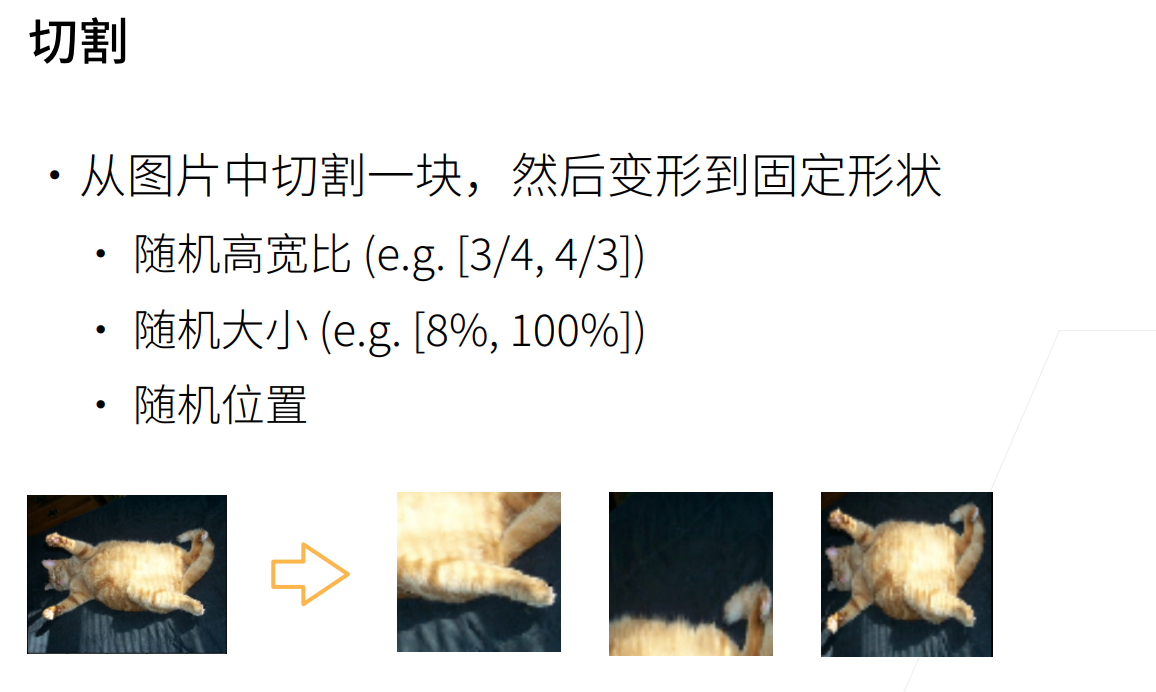 切割
• 从图片中切割一块，然后变形到固定形状
• 随机高宽比 (e.g. [3/4, 4/3])
• 随机大小 (e.g. [8%, 100%])
• 随机位置